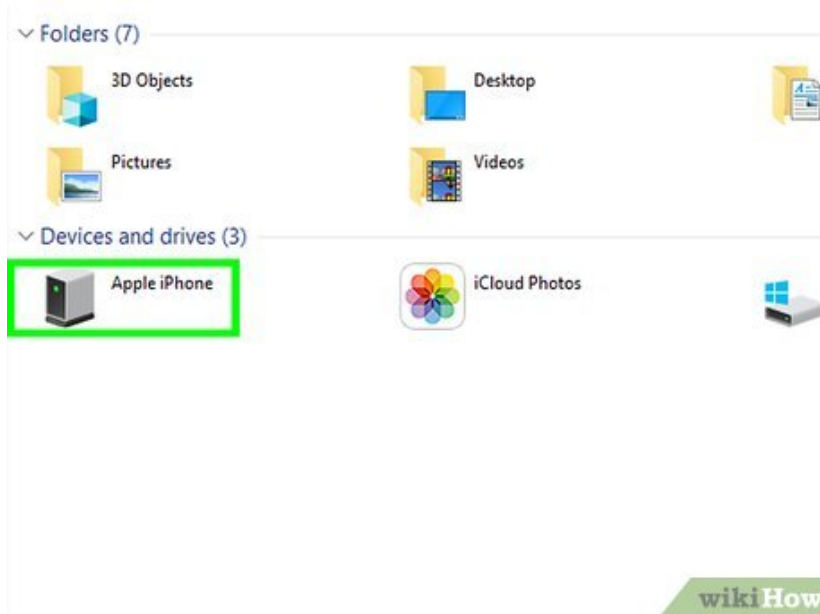 Folders (7)
3D Objects
Desktop
Pictures
Videos
Devices and drives (3)
Apple iPhone
iCloud Photos
wikiHow